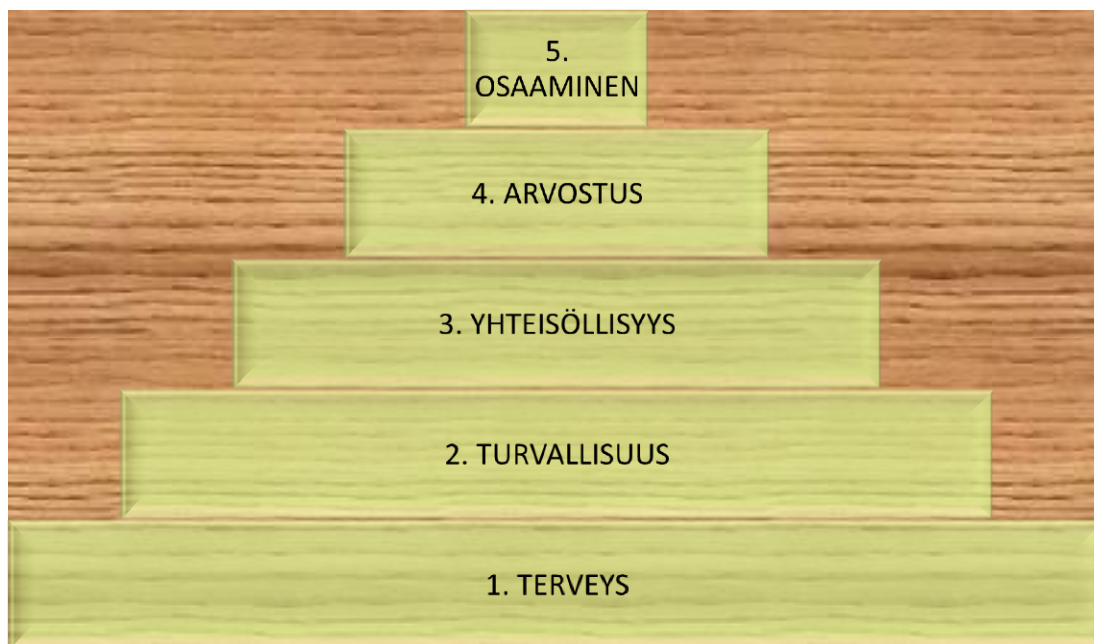 5.
OSAAMINEN
4. ARVOSTUS
3. YHTEISÖLLISYYS
2. TURVALLISUUS
1. TERVEYS